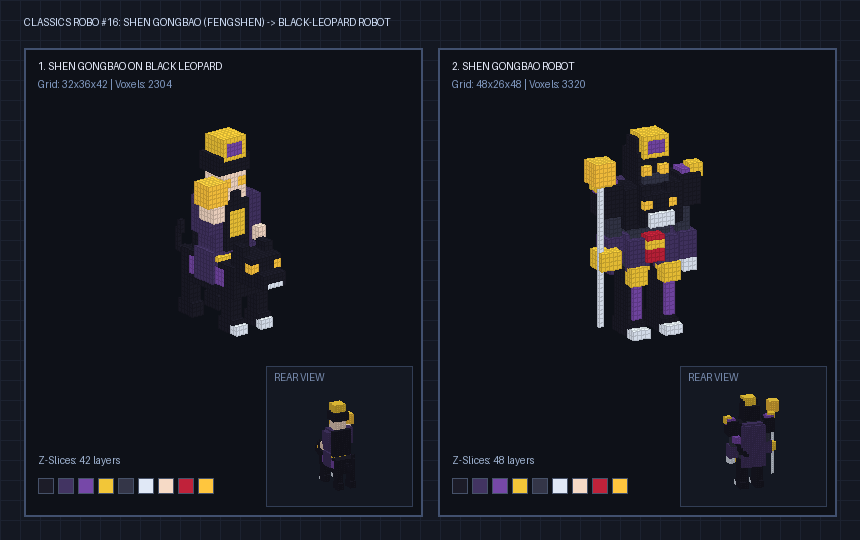 CLASSICS ROBO #16: SHEN GONGBAO (FENGSHEN) -> BLACK-LEOPARD ROBOT
1. SHEN GONGBAO ON BLACK LEOPARD
Grid: 32x36x42 | Voxels: 2304
REAR VIEW
Z-Slices: 42 layers
2. SHEN GONGBAO ROBOT
Grid: 48x26x48 | Voxels: 3320
REAR VIEW
Z-Slices: 48 layers